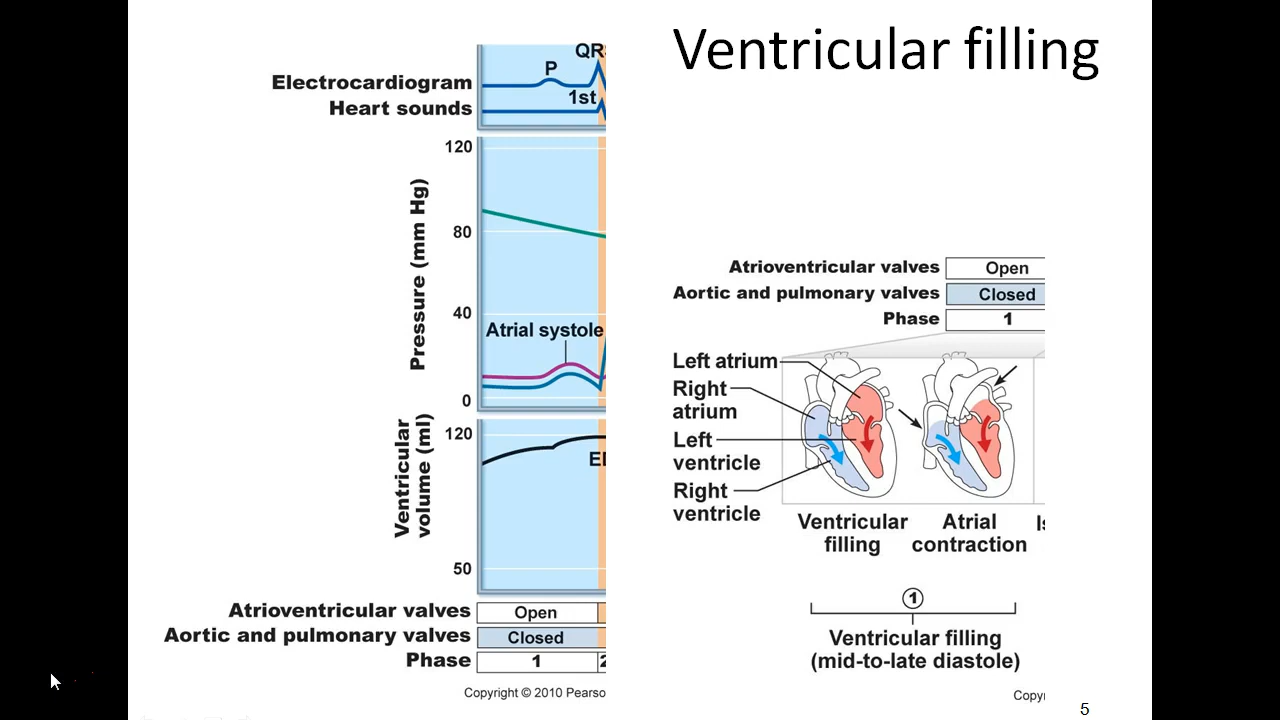 Ventricular filling
QRS
P
Electrocardiogram
1st
Heart sounds
120
80
40
0
Pressure (mm Hg)
Atrial systole
120
50
Ventricular
volume (ml)
Atrioventricular valves Open
Aortic and pulmonary valves Closed
Phase 1 2
Copyright © 2010 Pearso
Atrioventricular valves Open
Aortic and pulmonary valves Closed
Phase 1
Left atrium
Right
atrium
Left
ventricle
Right
ventricle
Ventricular
filling
Atrial
contraction
1
Ventricular filling
(mid-to-late diastole)
Copyr
5